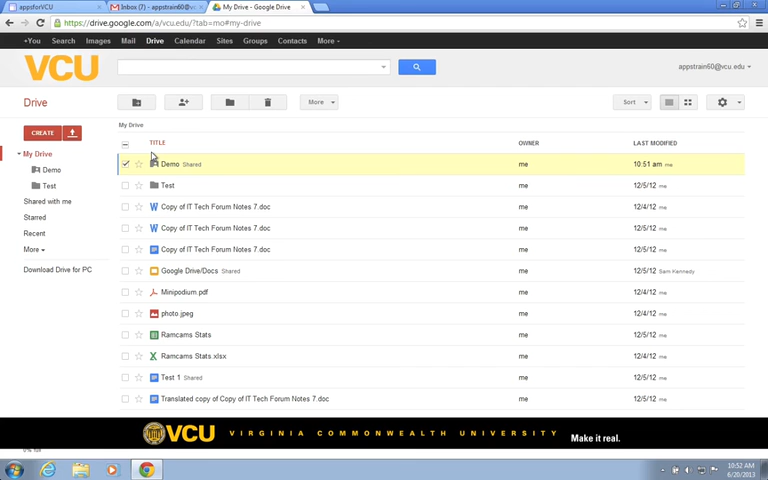 appsforVCU
Inbox (7) - appstrain60@vc
My Drive - Google Drive
https://drive.google.com/a/vcu.edu/?tab=mo#my-drive
+You Search Images Mail Drive Calendar Sites Groups Contacts More
VCU
appstrain60@vcu.edu
Drive
More
Sort
CREATE
My Drive
My Drive
Demo
Test
Shared with me
Starred
Recent
More
Download Drive for PC
TITLE OWNER LAST MODIFIED
Demo Shared me 10:51 am me
Test me 12/5/12 me
Copy of IT Tech Forum Notes 7.doc me 12/4/12 me
Copy of IT Tech Forum Notes 7.doc me 12/5/12 me
Copy of IT Tech Forum Notes 7.doc me 12/5/12 me
Google Drive/Docs Shared me 12/5/12 Sam Kennedy
Minipodium.pdf me 12/4/12 me
photo.jpeg me 12/4/12 me
Ramcams Stats me 12/5/12 me
Ramcams Stats.xlsx me 12/4/12 me
Test 1 Shared me 12/5/12 me
Translated copy of Copy of IT Tech Forum Notes 7.doc me 12/5/12 me
VCU VIRGINIA COMMONWEALTH UNIVERSITY Make it real.
10:52 AM
6/20/2013